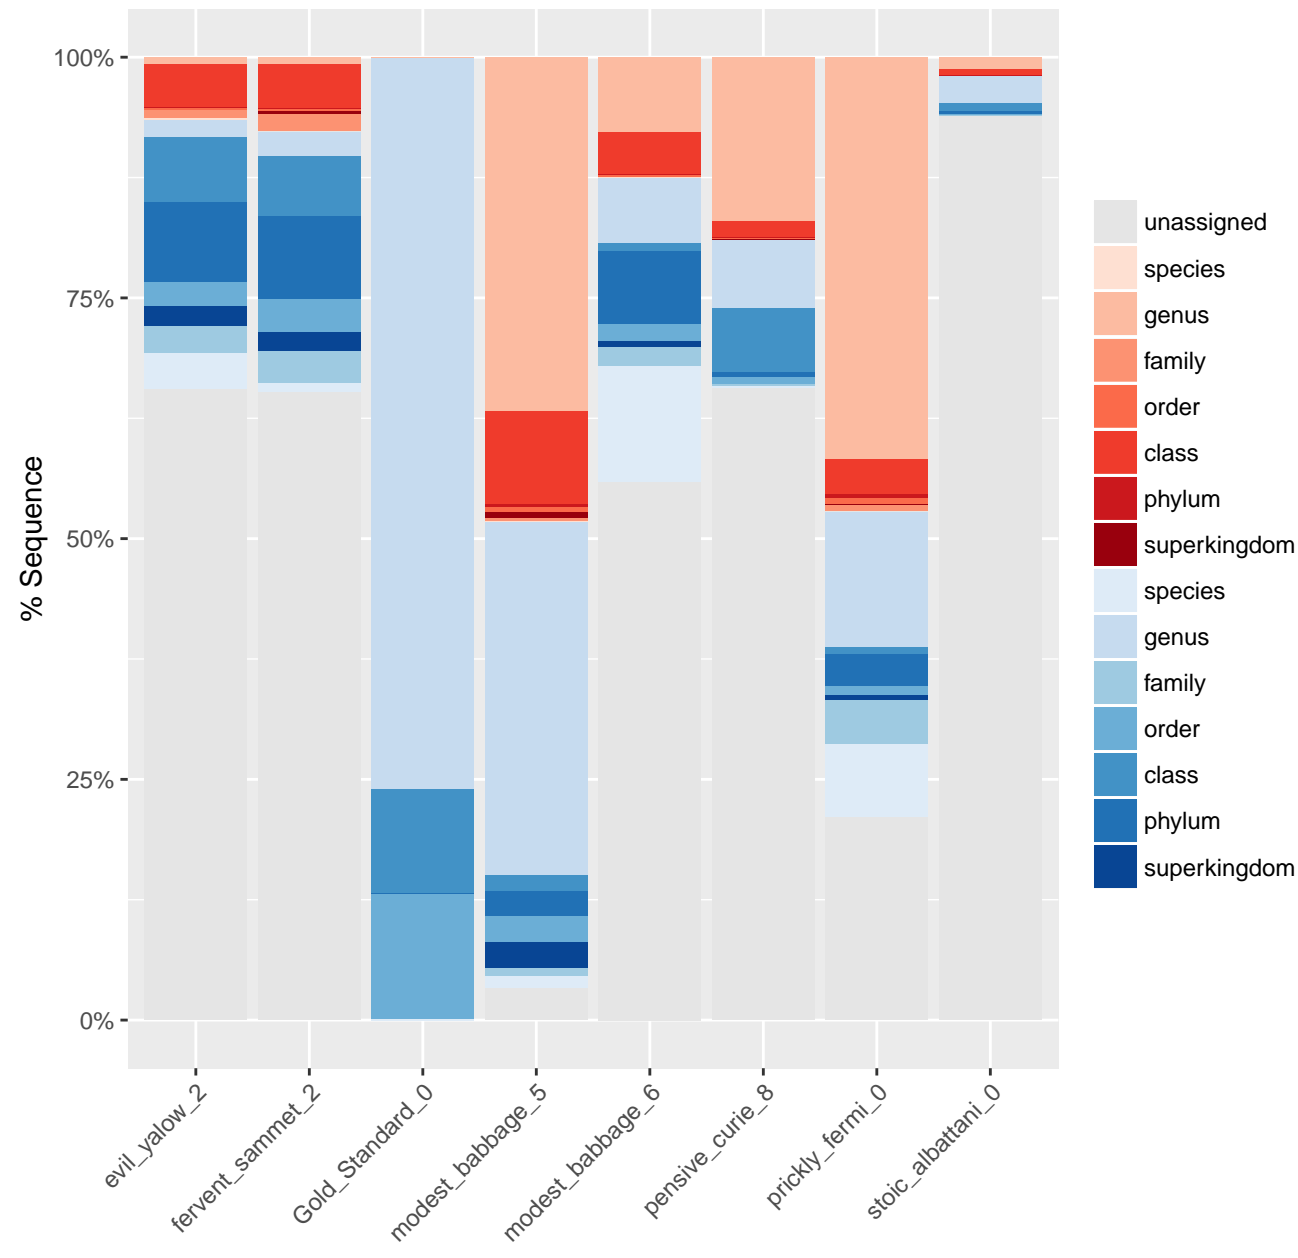 100%
75%
50%
25%
0%
% Sequence
evil_yalow_2
fervent_sammet_2
Gold_Standard_0
modest_babbage_5
modest_babbage_6
pensive_curie_8
prickly_fermi_0
stoic_albattani_0
unassigned
species
genus
family
order
class
phylum
superkingdom
species
genus
family
order
class
phylum
superkingdom